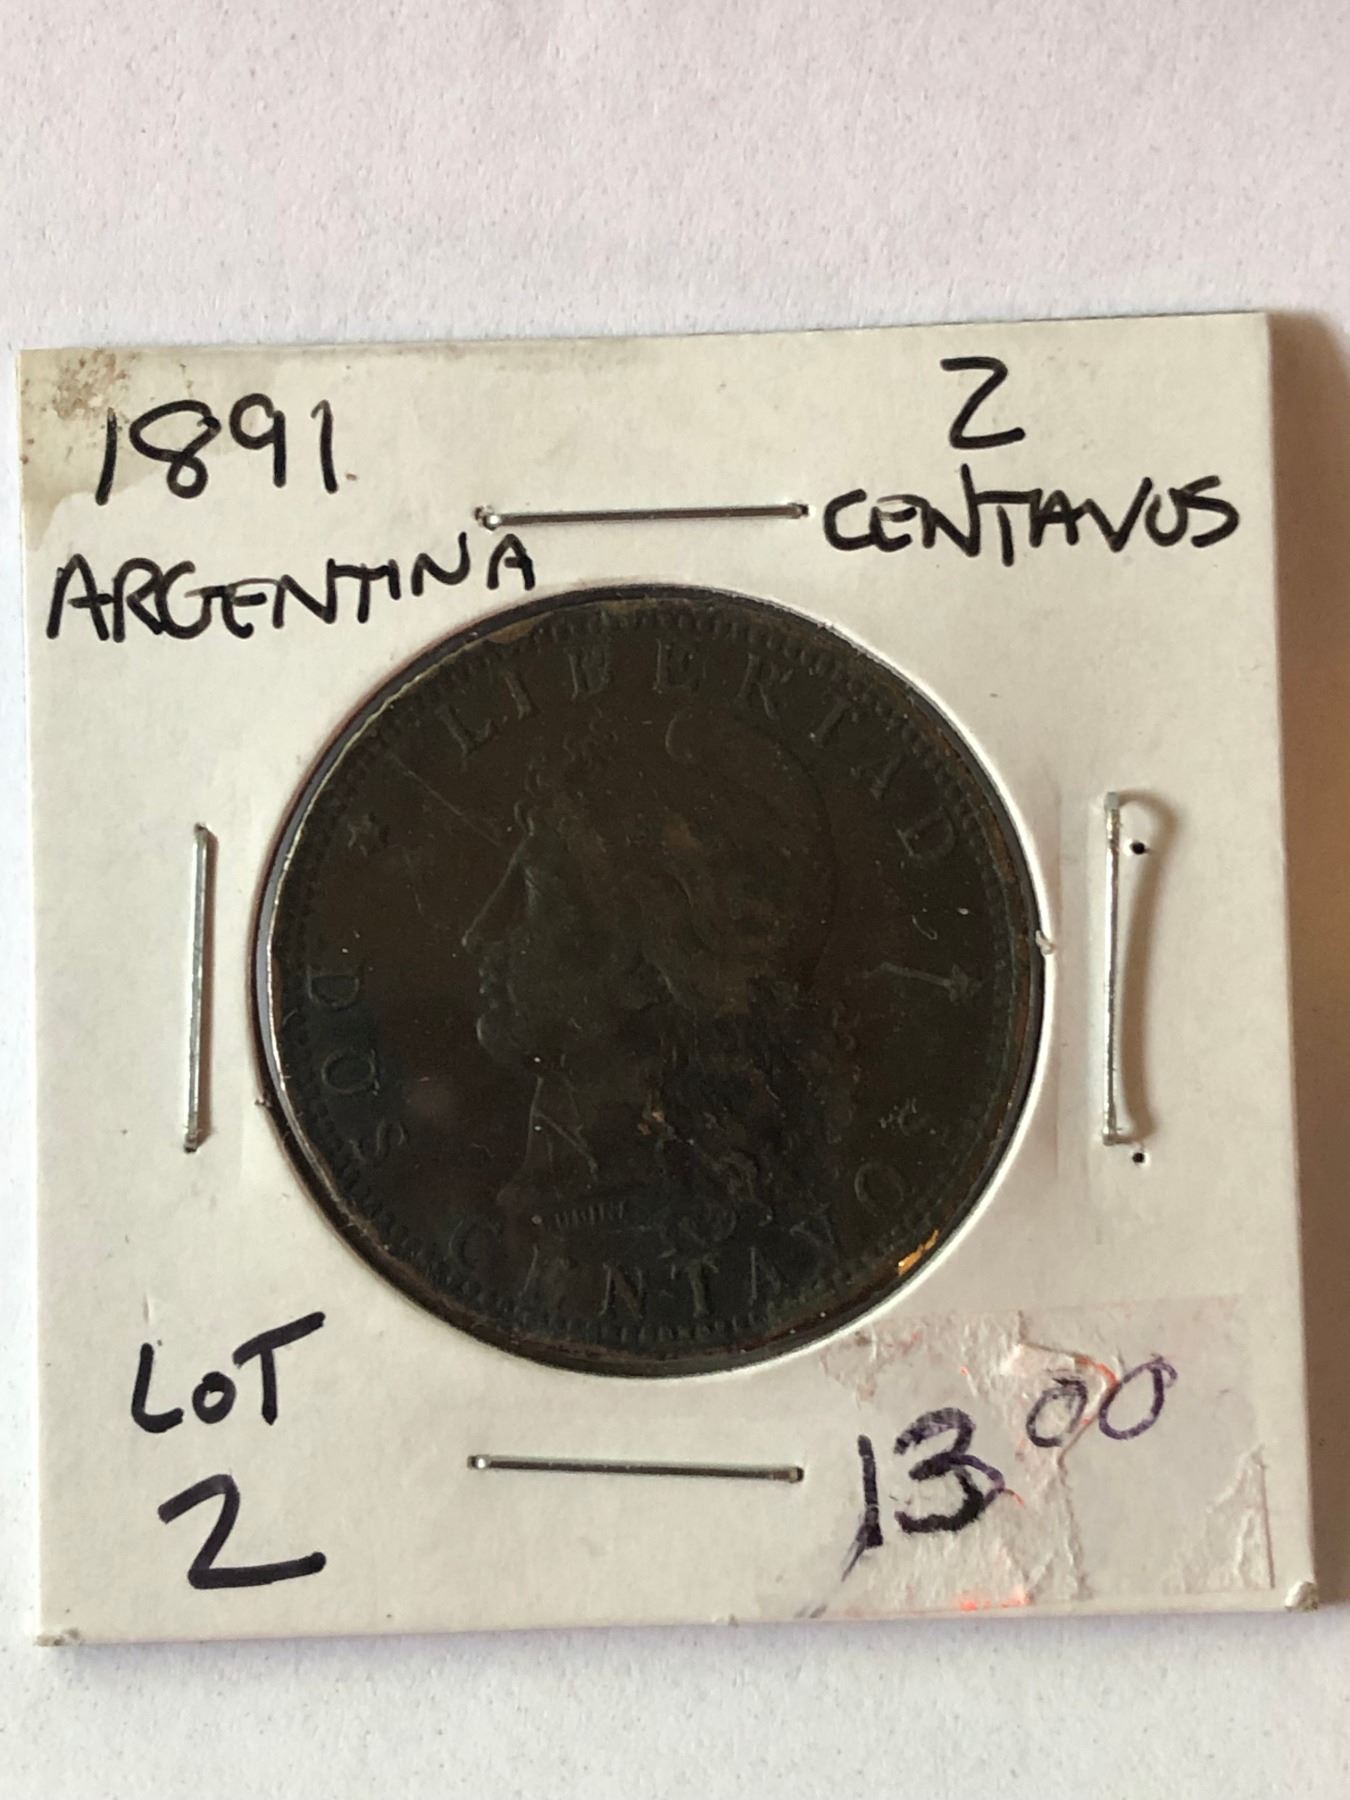 1891
ARGENTINA
2
CENTAVOS
LIBERTAD
DOS CENTAVOS
LOT
2
13.00